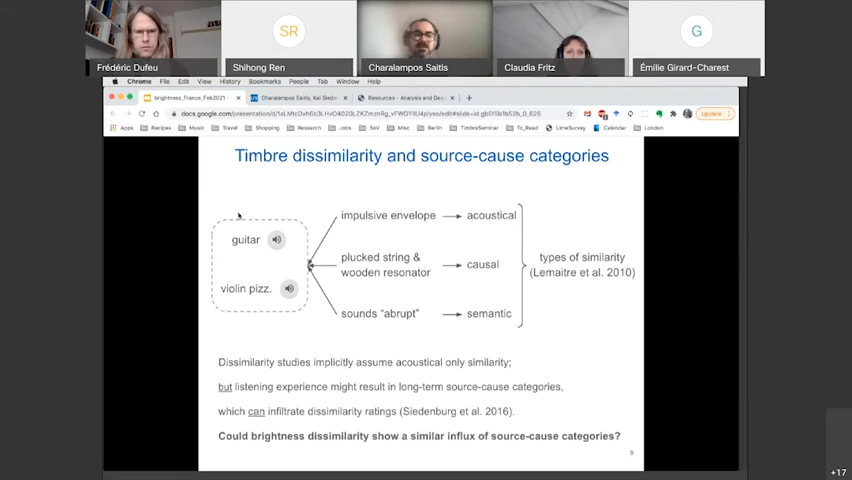 SR
G
Frédéric Dufeu
Shihong Ren
Charalampos Saitis
Claudia Fritz
Émilie Girard-Charest
Chrome File Edit View History Bookmarks People Tab Window Help
brightness_France_Feb2021
Charalampos Saitis, Kai Siede
Resources - Analysis and De
Update
Apps Recipes Music Travel Shopping Research Jobs SoV Misc Berlin TimbreSeminar To_Read LimeSurvey Calendar London
Timbre dissimilarity and source-cause categories
guitar
violin pizz.
impulsive envelope
acoustical
plucked string &
wooden resonator
causal
sounds “abrupt”
semantic
types of similarity
(Lemaitre et al. 2010)
Dissimilarity studies implicitly assume acoustical only similarity;
but listening experience might result in long-term source-cause categories,
which can infiltrate dissimilarity ratings (Siedenburg et al. 2016).
Could brightness dissimilarity show a similar influx of source-cause categories?
9
+17